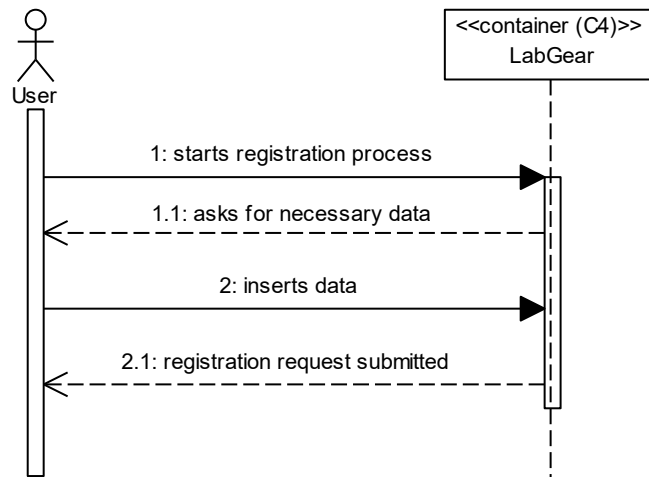 <<container (C4)>>
LabGear
User
1: starts registration process
1.1: asks for necessary data
2: inserts data
2.1: registration request submitted